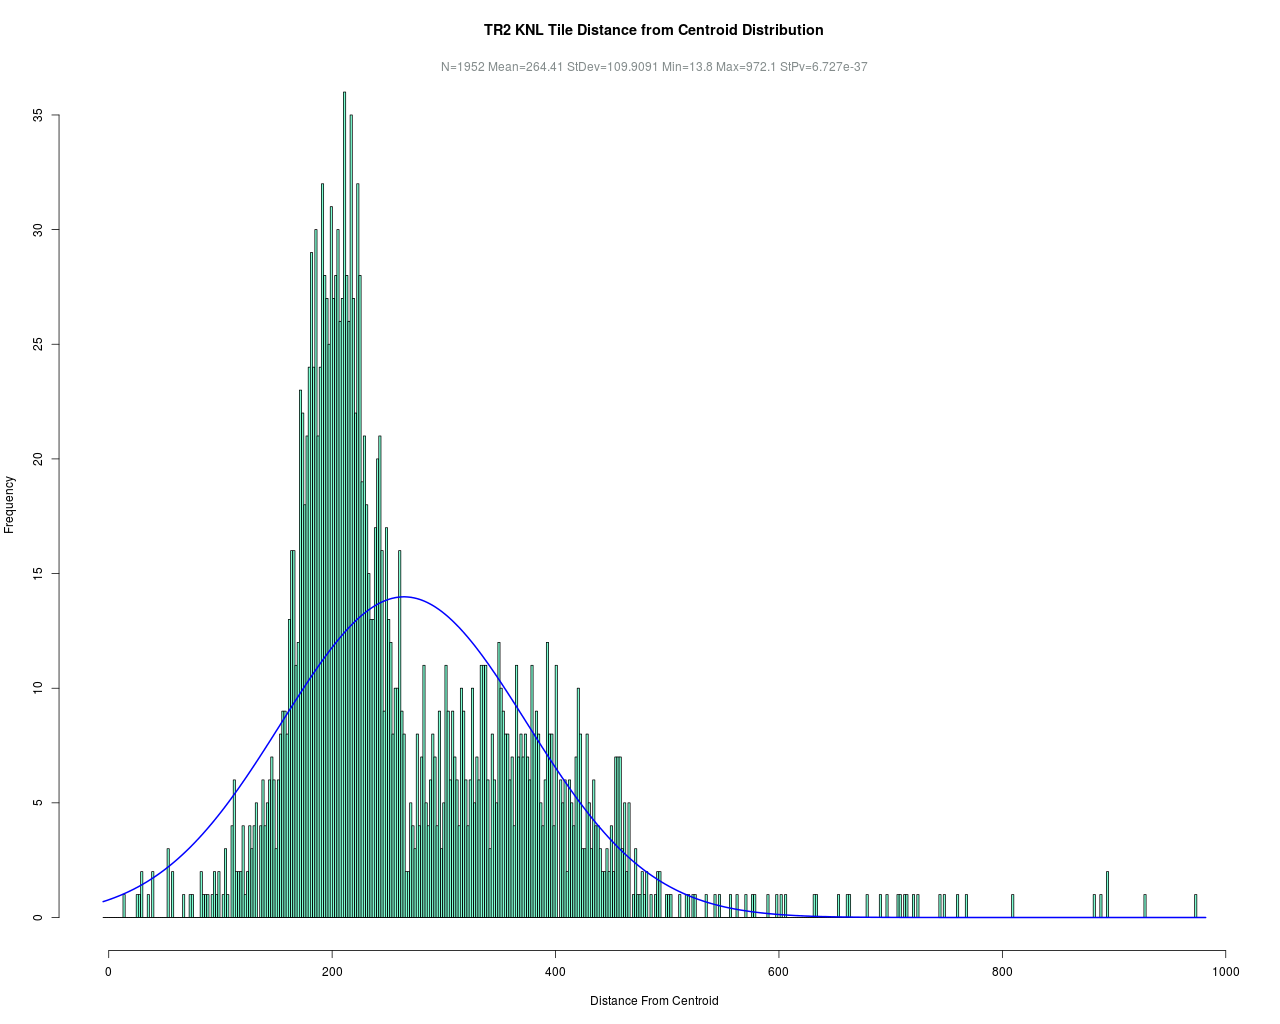 TR2 KNL Tile Distance from Centroid Distribution
N=1952 Mean=264.41 StDev=109.9091 Min=13.8 Max=972.1 StPv=6.727e-37
35
30
25
20
15
10
5
0
Frequency
0 200 400 600 800 1000
Distance From Centroid